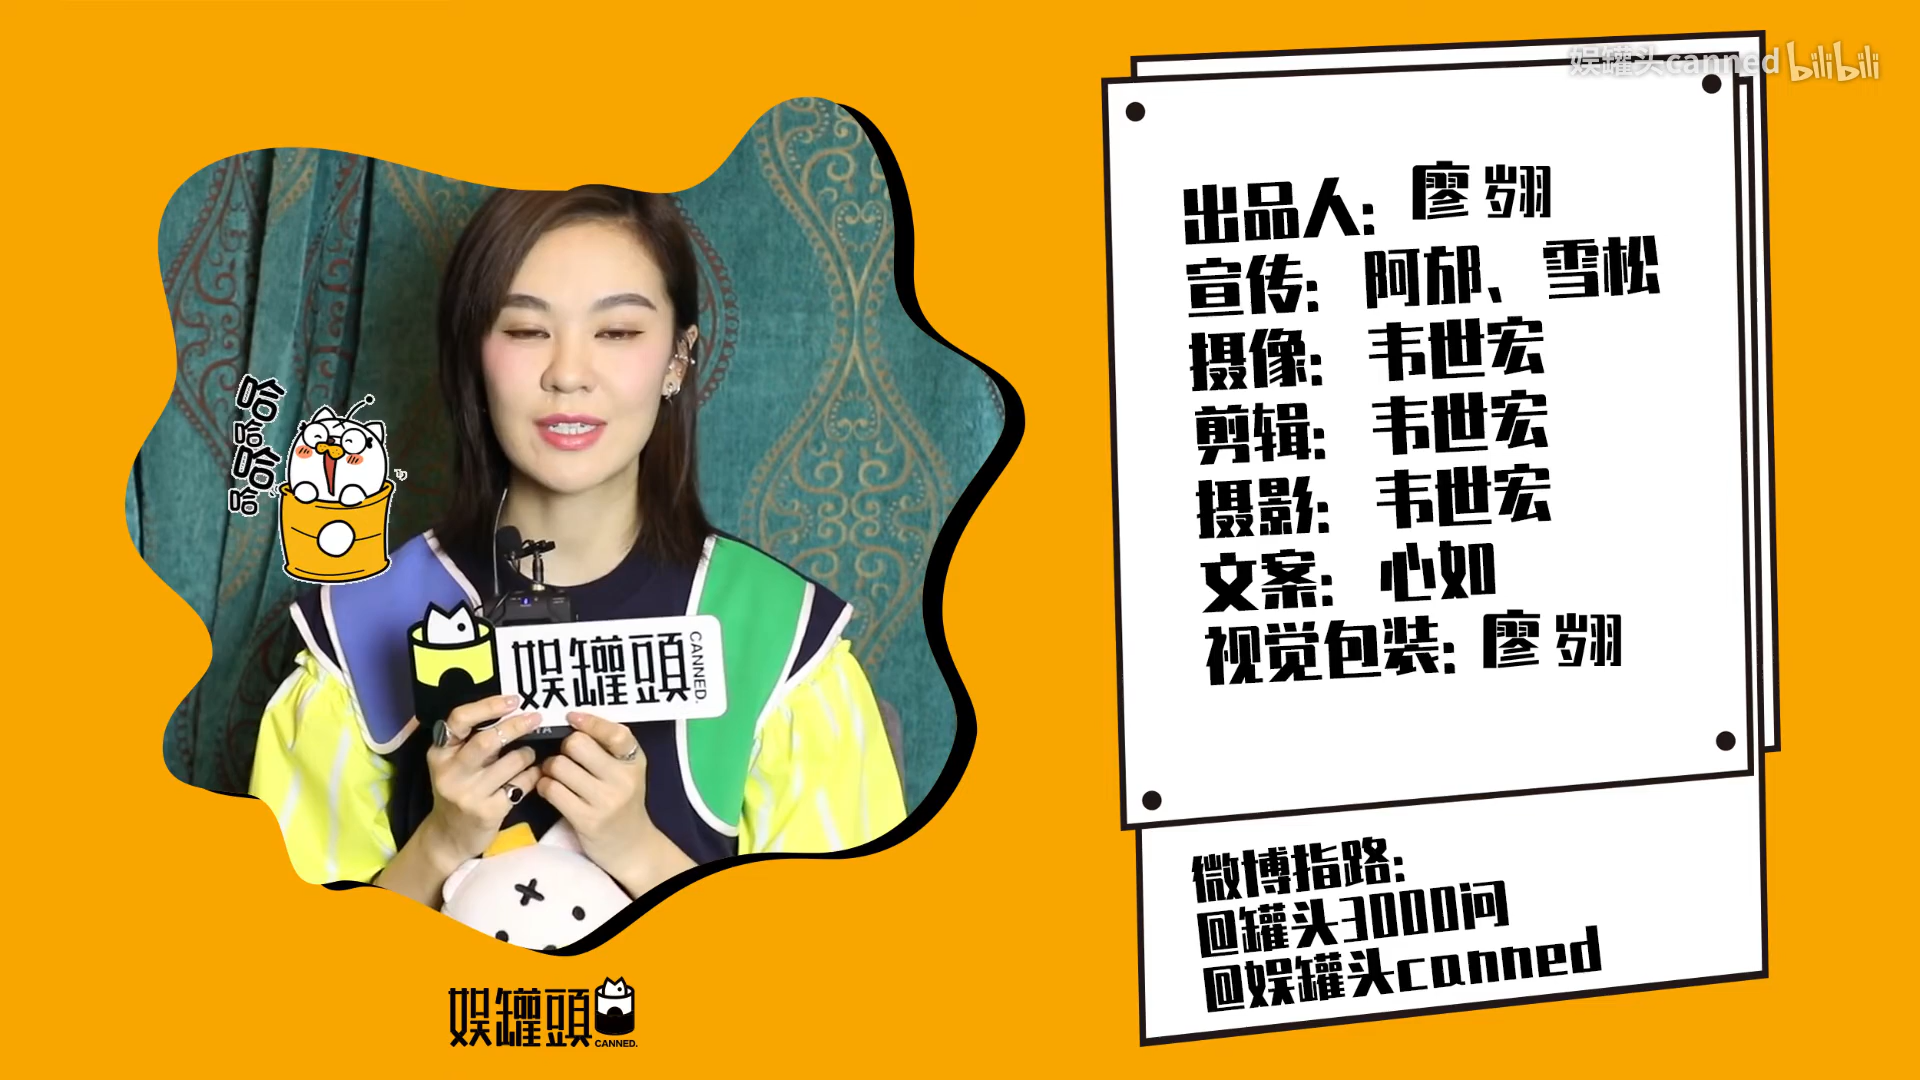 娱罐头canned bilibili
出品人: 廖翙
宣传: 阿邡、雪松
摄像: 韦世宏
剪辑: 韦世宏
摄影: 韦世宏
文案: 心如
视觉包装: 廖翙
微博指路:
@罐头3000问
@娱罐头canned
哈
哈
哈
哈
娱罐頭
CANNED.
娱罐頭
CANNED.